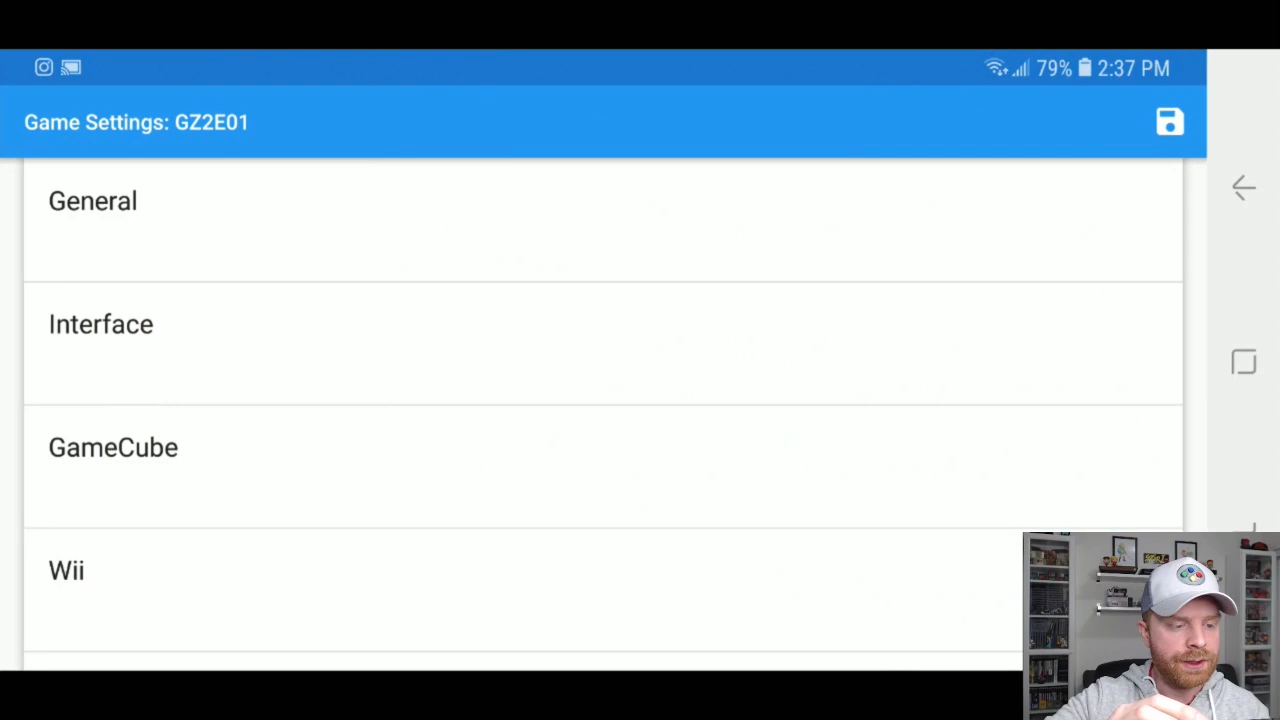 79% 2:37 PM
Game Settings: GZ2E01
General
Interface
GameCube
Wii